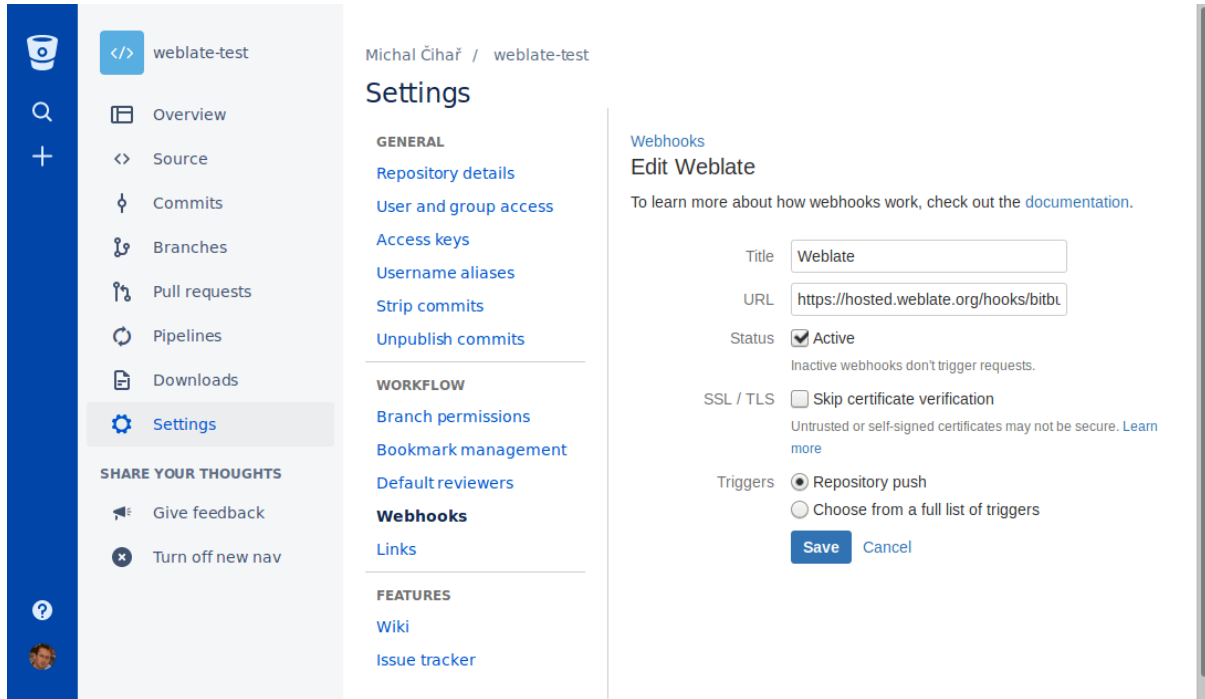 weblate-test
Overview
Source
Commits
Branches
Pull requests
Pipelines
Downloads
Settings
SHARE YOUR THOUGHTS
Give feedback
Turn off new nav
Michal Čihař / weblate-test
Settings
GENERAL
Repository details
User and group access
Access keys
Username aliases
Strip commits
Unpublish commits
WORKFLOW
Branch permissions
Bookmark management
Default reviewers
Webhooks
Links
FEATURES
Wiki
Issue tracker
Webhooks
Edit Weblate
To learn more about how webhooks work, check out the documentation.
Title Weblate
URL https://hosted.weblate.org/hooks/bitbu
Status Active
Inactive webhooks don't trigger requests.
SSL / TLS Skip certificate verification
Untrusted or self-signed certificates may not be secure. Learn
more
Triggers Repository push
Choose from a full list of triggers
Save Cancel